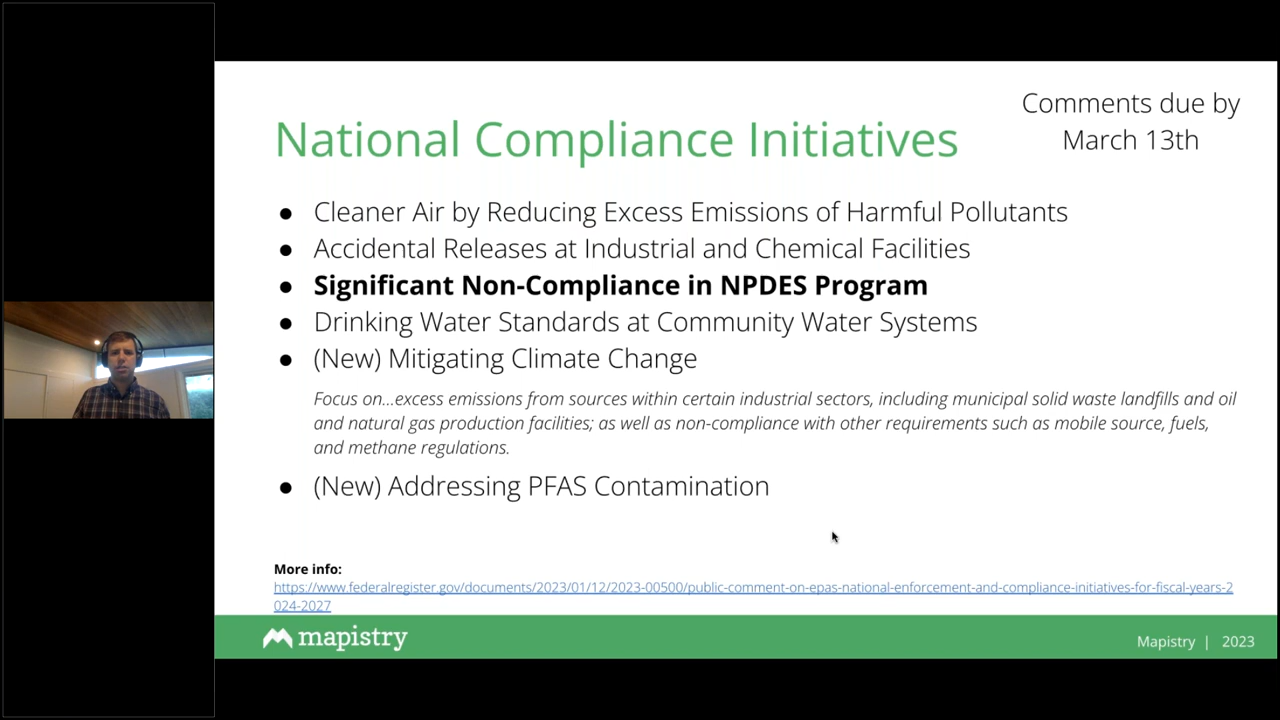 Comments due by
March 13th
National Compliance Initiatives
● Cleaner Air by Reducing Excess Emissions of Harmful Pollutants
● Accidental Releases at Industrial and Chemical Facilities
● Significant Non-Compliance in NPDES Program
● Drinking Water Standards at Community Water Systems
● (New) Mitigating Climate Change
Focus on...excess emissions from sources within certain industrial sectors, including municipal solid waste landfills and oil
and natural gas production facilities; as well as non-compliance with other requirements such as mobile source, fuels,
and methane regulations.
● (New) Addressing PFAS Contamination
More info:
https://www.federalregister.gov/documents/2023/01/12/2023-00500/public-comment-on-epas-national-enforcement-and-compliance-initiatives-for-fiscal-years-2
024-2027
mapistry
Mapistry | 2023